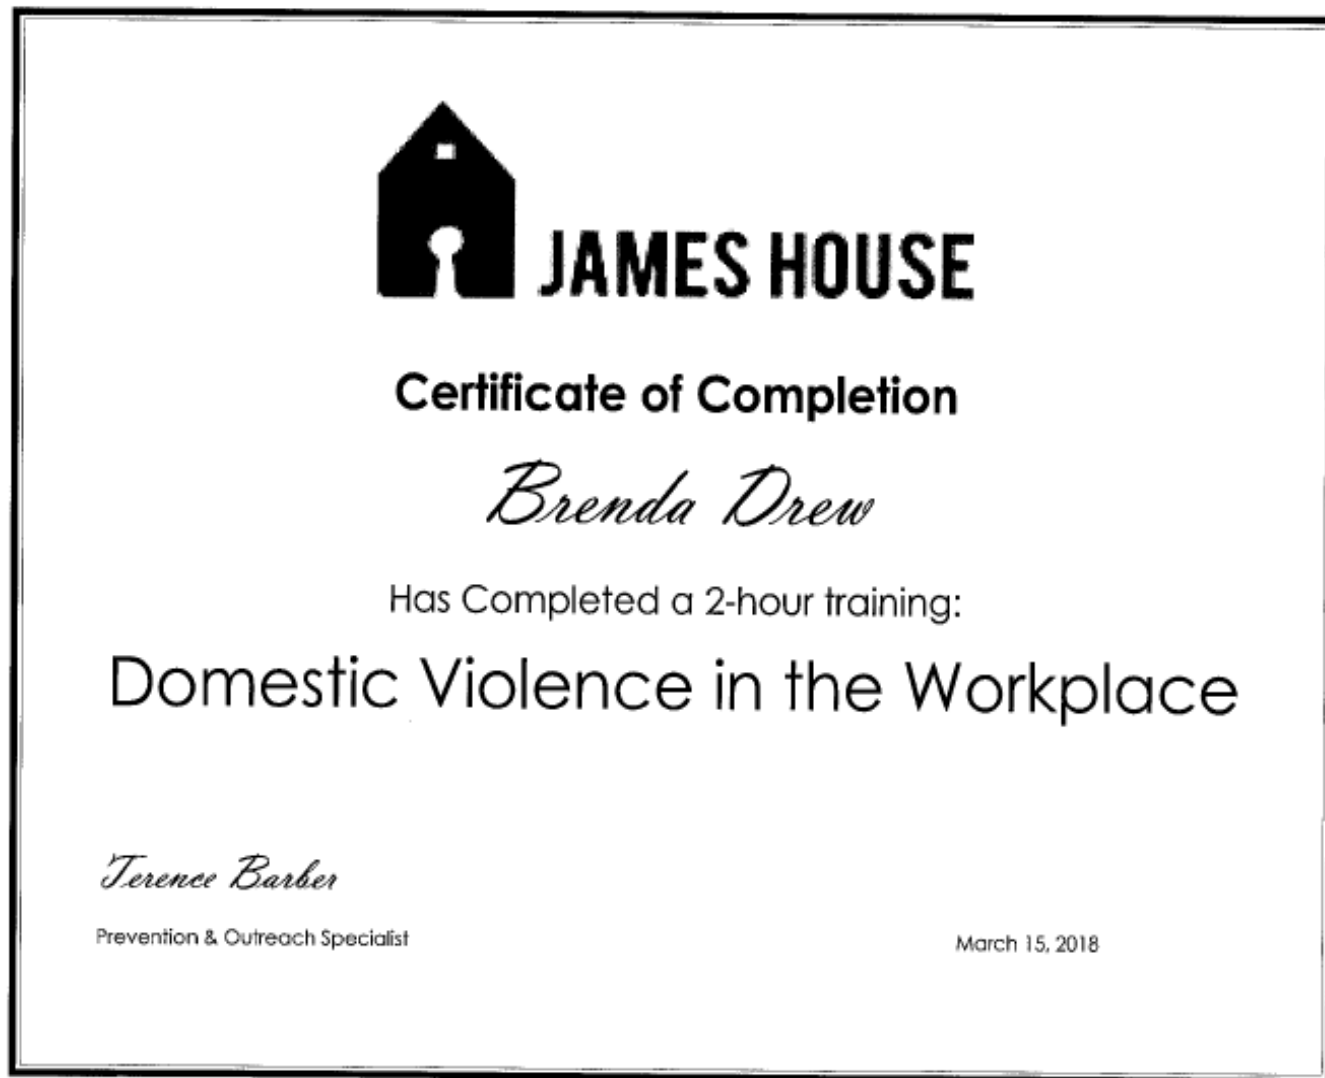 JAMES HOUSE
Certificate of Completion
Brenda Drew
Has Completed a 2-hour training:
Domestic Violence in the Workplace
Terence Barber
Prevention & Outreach Specialist
March 15, 2018